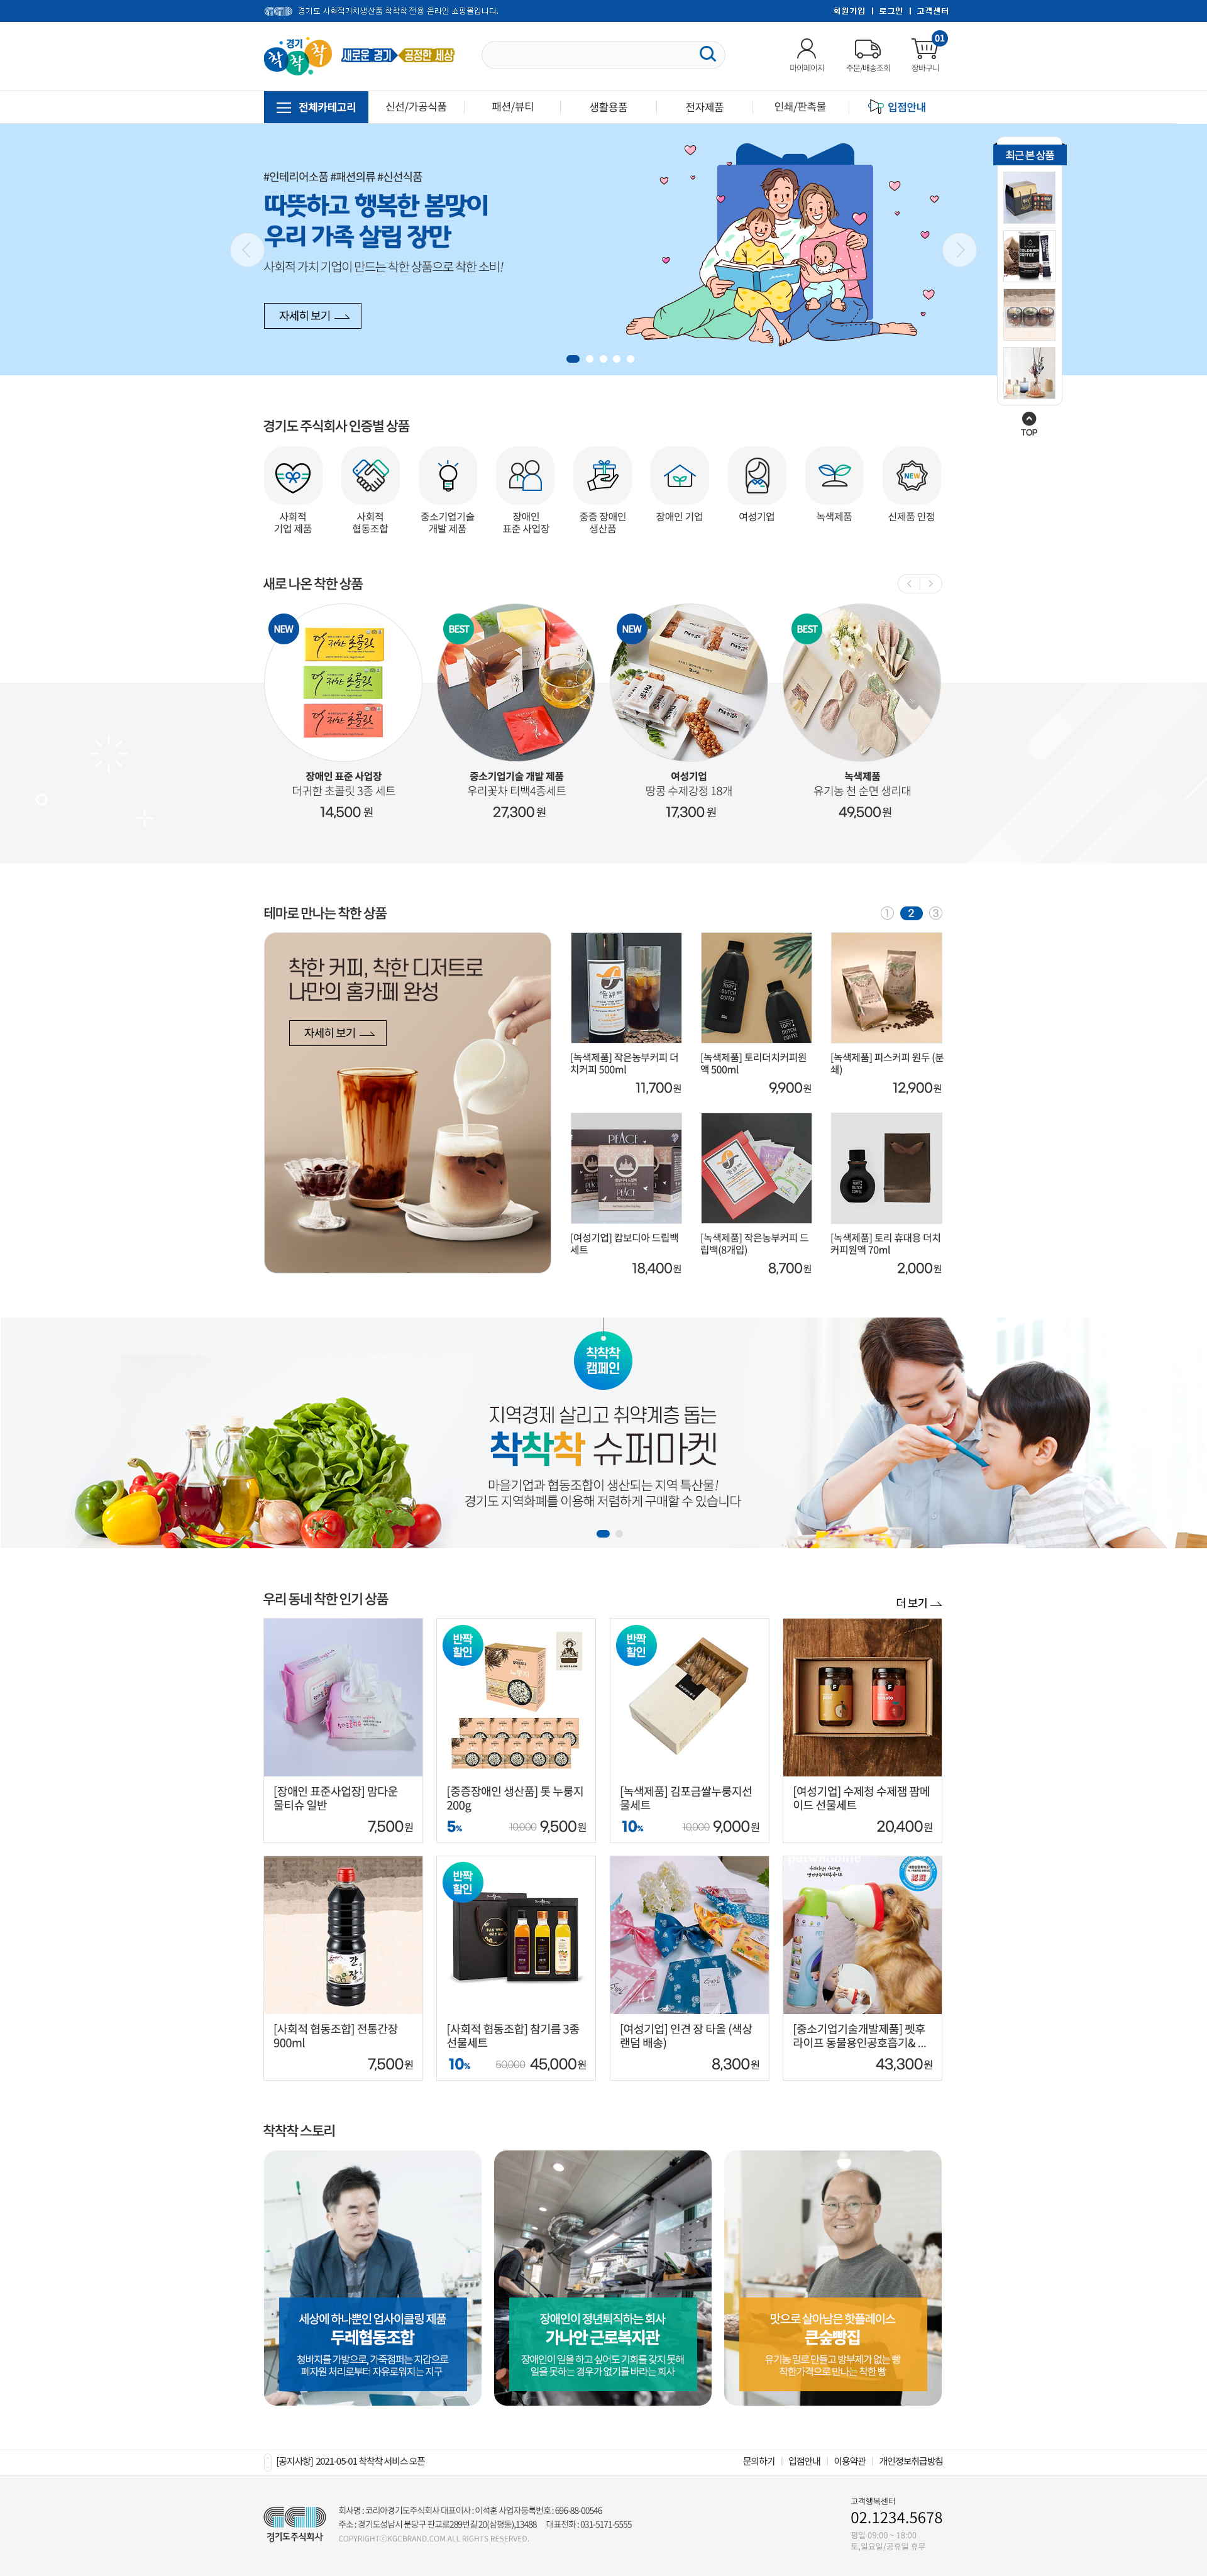 경기도 사회적가치생산품 착착착 전용 온라인 쇼핑몰입니다.
회원가입 | 로그인 | 고객센터
경기 착착착
새로운 경기 공정한 세상
마이페이지
주문/배송조회
장바구니
01
전체카테고리
신선/가공식품
패션/뷰티
생활용품
전자제품
인쇄/판촉물
입점안내
#인테리어소품 #패션의류 #신선식품
따뜻하고 행복한 봄맞이
우리 가족 살림 장만
사회적 가치 기업이 만드는 착한 상품으로 착한 소비!
자세히 보기
최근 본 상품
TOP
경기도 주식회사 인증별 상품
사회적
기업 제품
사회적
협동조합
중소기업기술
개발 제품
장애인
표준 사업장
중증 장애인
생산품
장애인 기업
여성기업
녹색제품
NEW
신제품 인정
새로 나온 착한 상품
NEW
더 귀한 초콜릿
더 귀한 초콜릿
더 귀한 초콜릿
장애인 표준 사업장
더귀한 초콜릿 3종 세트
14,500 원
BEST
중소기업기술 개발 제품
우리꽃차 티백4종세트
27,300 원
NEW
여성기업
땅콩 수제강정 18개
17,300 원
BEST
녹색제품
유기농 천 순면 생리대
49,500 원
테마로 만나는 착한 상품
1 2 3
착한 커피, 착한 디저트로
나만의 홈카페 완성
자세히 보기
[녹색제품] 작은농부커피 더
치커피 500ml
11,700원
TORY DUTCH COFFEE
[녹색제품] 토리더치커피원
액 500ml
9,900원
[녹색제품] 피스커피 원두 (분
쇄)
12,900원
PEACE
PEACE
[여성기업] 캄보디아 드립백
세트
18,400원
[녹색제품] 작은농부커피 드
립백(8개입)
8,700원
[녹색제품] 토리 휴대용 더치
커피원액 70ml
2,000원
착착착
캠페인
지역경제 살리고 취약계층 돕는
착착착 슈퍼마켓
마을기업과 협동조합이 생산되는 지역 특산물!
경기도 지역화폐를 이용해 저렴하게 구매할 수 있습니다
우리 동네 착한 인기 상품
더 보기
[장애인 표준사업장] 맘다운
물티슈 일반
7,500원
반짝
할인
누룽지
[중증장애인 생산품] 톳 누룽지
200g
5% 10,000 9,500원
반짝
할인
[녹색제품] 김포금쌀누룽지선
물세트
10% 10,000 9,000원
[여성기업] 수제청 수제잼 팜메
이드 선물세트
20,400원
간장
[사회적 협동조합] 전통간장
900ml
7,500원
반짝
할인
[사회적 협동조합] 참기름 3종
선물세트
10% 50,000 45,000원
[여성기업] 인견 장 타올 (색상
랜덤 배송)
8,300원
[중소기업기술개발제품] 펫후
라이프 동물용인공호흡기& ...
43,300원
착착착 스토리
세상에 하나뿐인 업사이클링 제품
두레협동조합
청바지를 가방으로, 가죽점퍼는 지갑으로
폐자원 처리로부터 자유로워지는 지구
장애인이 정년퇴직하는 회사
가나안 근로복지관
장애인이 일을 하고 싶어도 기회를 갖지 못해
일을 못하는 경우가 없기를 바라는 회사
맛으로 살아남은 핫플레이스
큰숲빵집
유기농 밀로 만들고 방부제가 없는 빵
착한가격으로 만나는 착한 빵
[공지사항] 2021-05-01 착착착 서비스 오픈
문의하기 | 입점안내 | 이용약관 | 개인정보취급방침
경기도주식회사
회사명 : 코리아경기도주식회사 대표이사 : 이석훈 사업자등록번호 : 696-88-00546
주소 : 경기도성남시 분당구 판교로289번길 20(삼평동),13488 대표전화 : 031-5171-5555
COPYRIGHTⓒKGCBRAND.COM ALL RIGHTS RESERVED.
고객행복센터
02.1234.5678
평일 09:00 ~ 18:00
토,일요일/공휴일 휴무